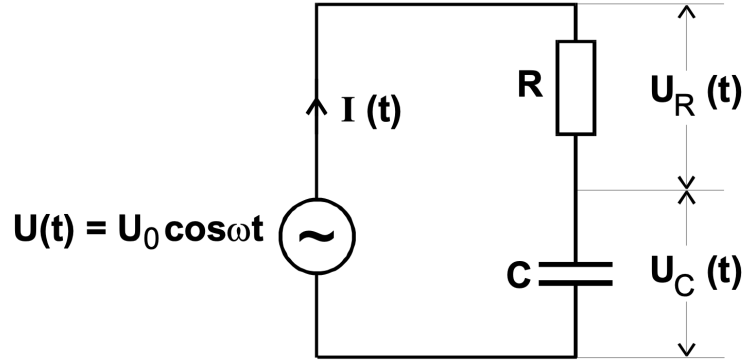 R
U_R (t)
I (t)
U(t) = U_0 cosωt
~
C
U_C (t)